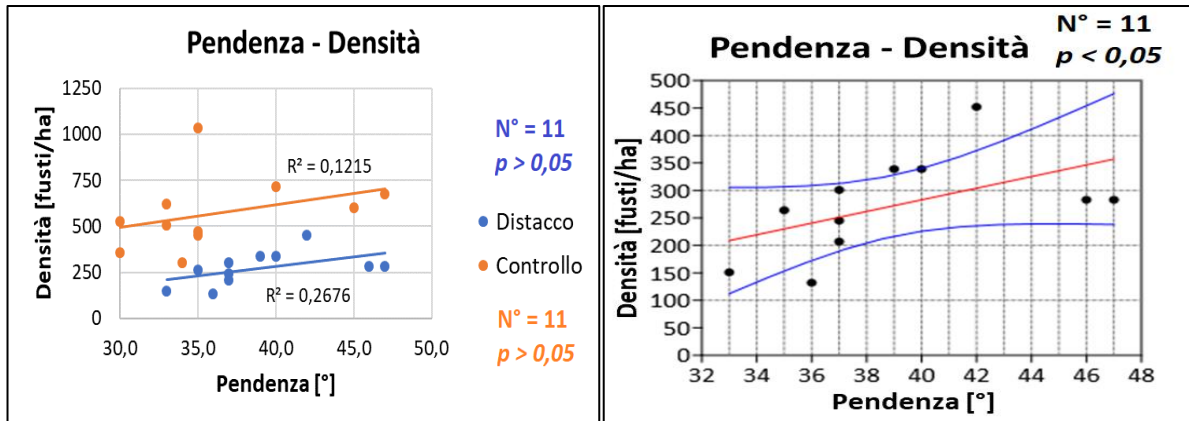 Pendenza - Densità
Densità [fusti/ha]
1250
1000
750
500
250
0
30,0
35,0
40,0
45,0
50,0
Pendenza [°]
R² = 0,1215
R² = 0,2676
N° = 11
p > 0,05
Distacco
Controllo
N° = 11
p > 0,05
Pendenza - Densità
N° = 11
p < 0,05
Densità [fusti/ha]
500
450
400
350
300
250
200
150
100
50
0
32
34
36
38
40
42
44
46
48
Pendenza [°]